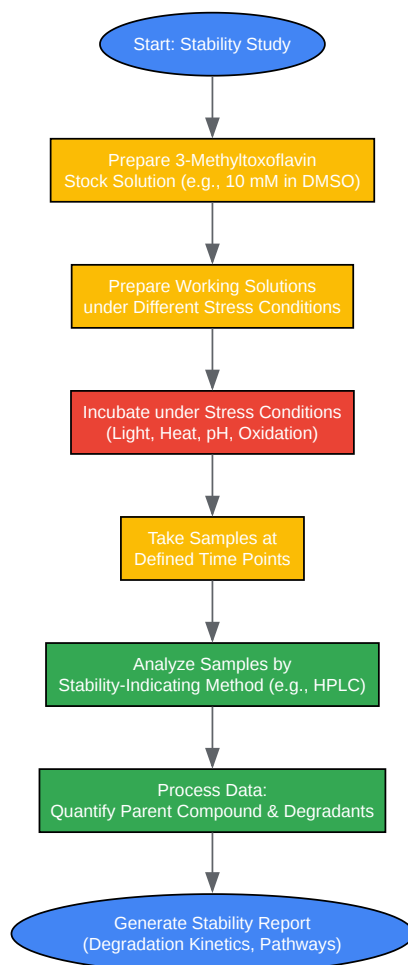 Start: Stability Study
Prepare 3-Methyltoxoflavin
Stock Solution (e.g., 10 mM in DMSO)
Prepare Working Solutions
under Different Stress Conditions
Incubate under Stress Conditions
(Light, Heat, pH, Oxidation)
Take Samples at
Defined Time Points
Analyze Samples by
Stability-Indicating Method (e.g., HPLC)
Process Data:
Quantify Parent Compound & Degradants
Generate Stability Report
(Degradation Kinetics, Pathways)